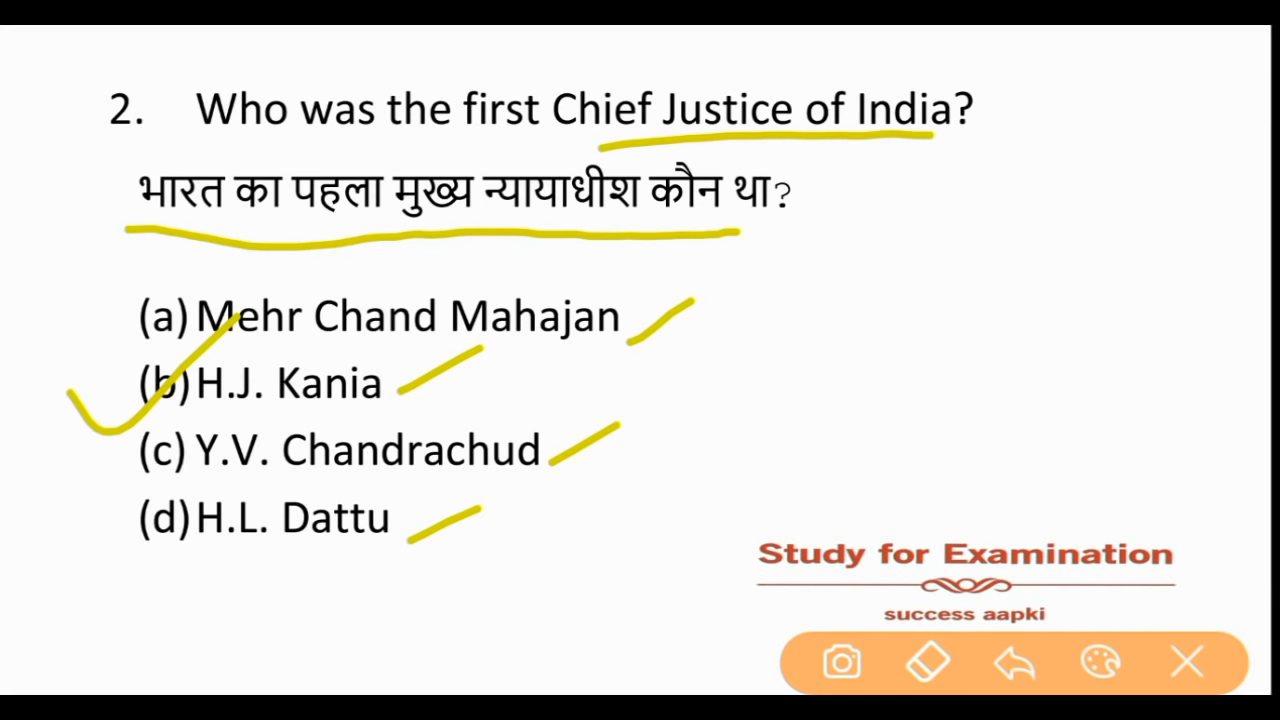 2. Who was the first Chief Justice of India?
भारत का पहला मुख्य न्यायाधीश कौन था?
(a) Mehr Chand Mahajan
(b) H.J. Kania
(c) Y.V. Chandrachud
(d) H.L. Dattu
Study for Examination
success aapki